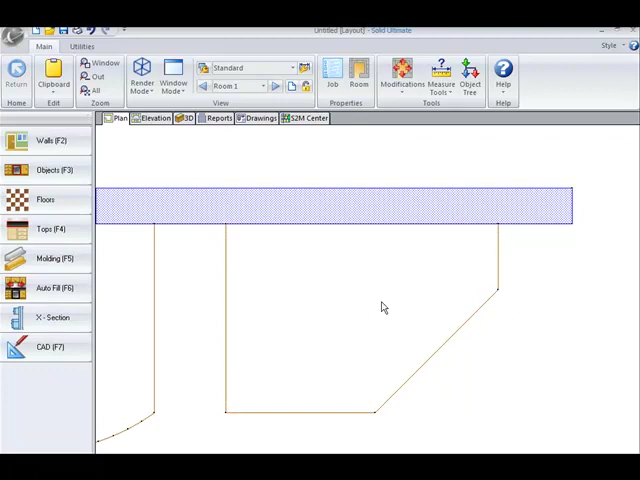 Untitled [Layout] - Solid Ultimate
Main
Utilities
Style
Return
Home
Clipboard
Edit
Window
Out
All
Zoom
Render
Mode
Window
Mode
Standard
Room 1
View
Job
Room
Properties
Modifications
Measure
Tools
Object
Tree
Tools
Help
Help
Plan
Elevation
3D
Reports
Drawings
S2M Center
Walls (F2)
Objects (F3)
Floors
Tops (F4)
Molding (F5)
Auto Fill (F6)
X - Section
CAD (F7)